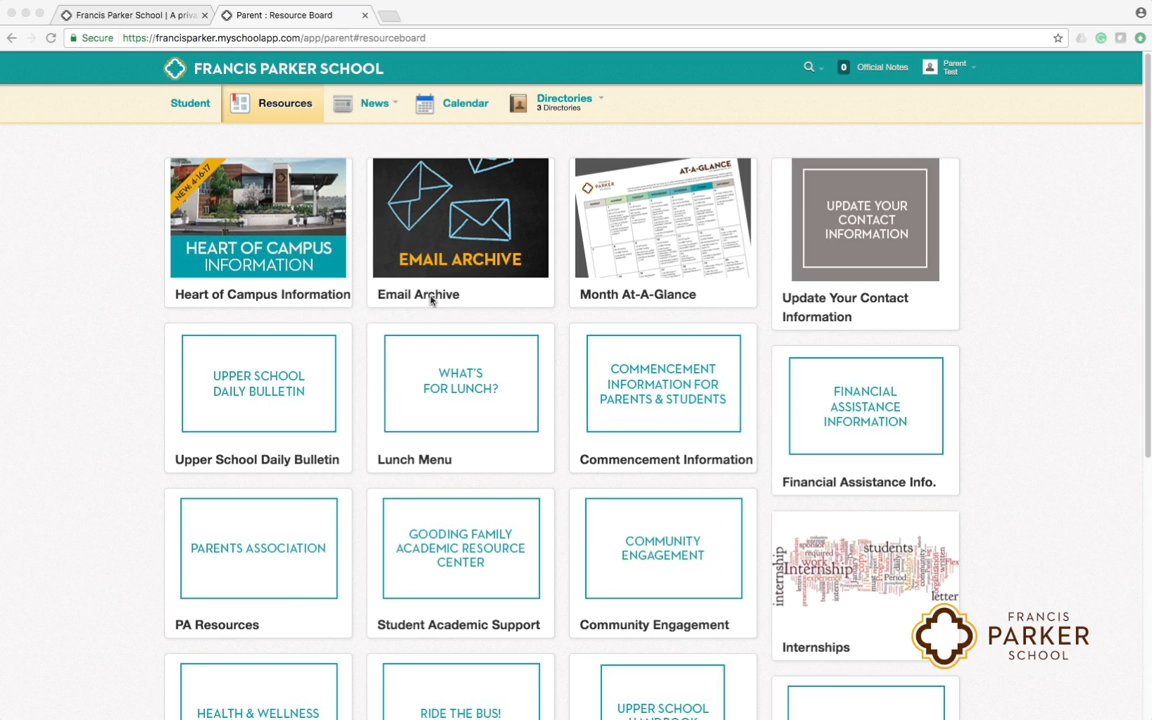 Francis Parker School | A priva
Parent : Resource Board
Secure
https://francisparker.myschoolapp.com/app/parent#resourceboard
FRANCIS PARKER SCHOOL
0
Official Notes
Parent
Test
Student
Resources
News
Calendar
Directories
3 Directories
NEW: 4-16-17
HEART OF CAMPUS
INFORMATION
Heart of Campus Information
EMAIL ARCHIVE
Email Archive
AT-A-GLANCE
PARKER
Month At-A-Glance
UPDATE YOUR
CONTACT
INFORMATION
Update Your Contact
Information
UPPER SCHOOL
DAILY BULLETIN
Upper School Daily Bulletin
WHAT'S
FOR LUNCH?
Lunch Menu
COMMENCEMENT
INFORMATION FOR
PARENTS & STUDENTS
Commencement Information
FINANCIAL
ASSISTANCE
INFORMATION
Financial Assistance Info.
PARENTS ASSOCIATION
PA Resources
GOODING FAMILY
ACADEMIC RESOURCE
CENTER
Student Academic Support
COMMUNITY
ENGAGEMENT
Community Engagement
students
required
work
Internship
internship
Period
letter
Internships
FRANCIS
PARKER
SCHOOL
HEALTH & WELLNESS
RIDE THE BUS!
UPPER SCHOOL